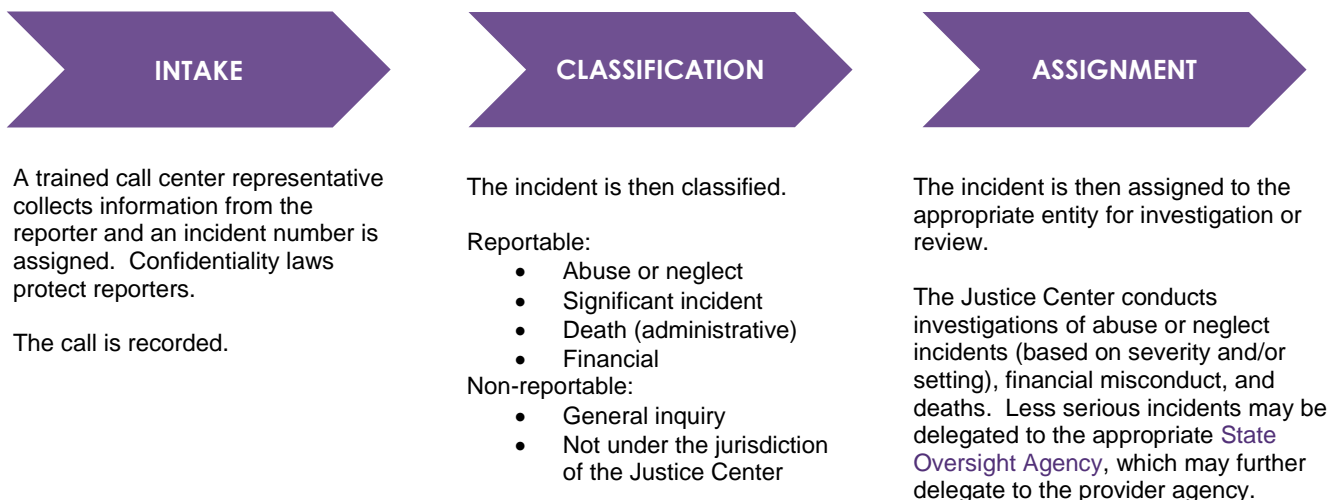 INTAKE
A trained call center representative
collects information from the
reporter and an incident number is
assigned.  Confidentiality laws
protect reporters.
The call is recorded.
CLASSIFICATION
The incident is then classified.
Reportable:
• Abuse or neglect
• Significant incident
• Death (administrative)
• Financial
Non-reportable:
• General inquiry
• Not under the jurisdiction
of the Justice Center
ASSIGNMENT
The incident is then assigned to the
appropriate entity for investigation or
review.
The Justice Center conducts
investigations of abuse or neglect
incidents (based on severity and/or
setting), financial misconduct, and
deaths.  Less serious incidents may be
delegated to the appropriate State
Oversight Agency, which may further
delegate to the provider agency.